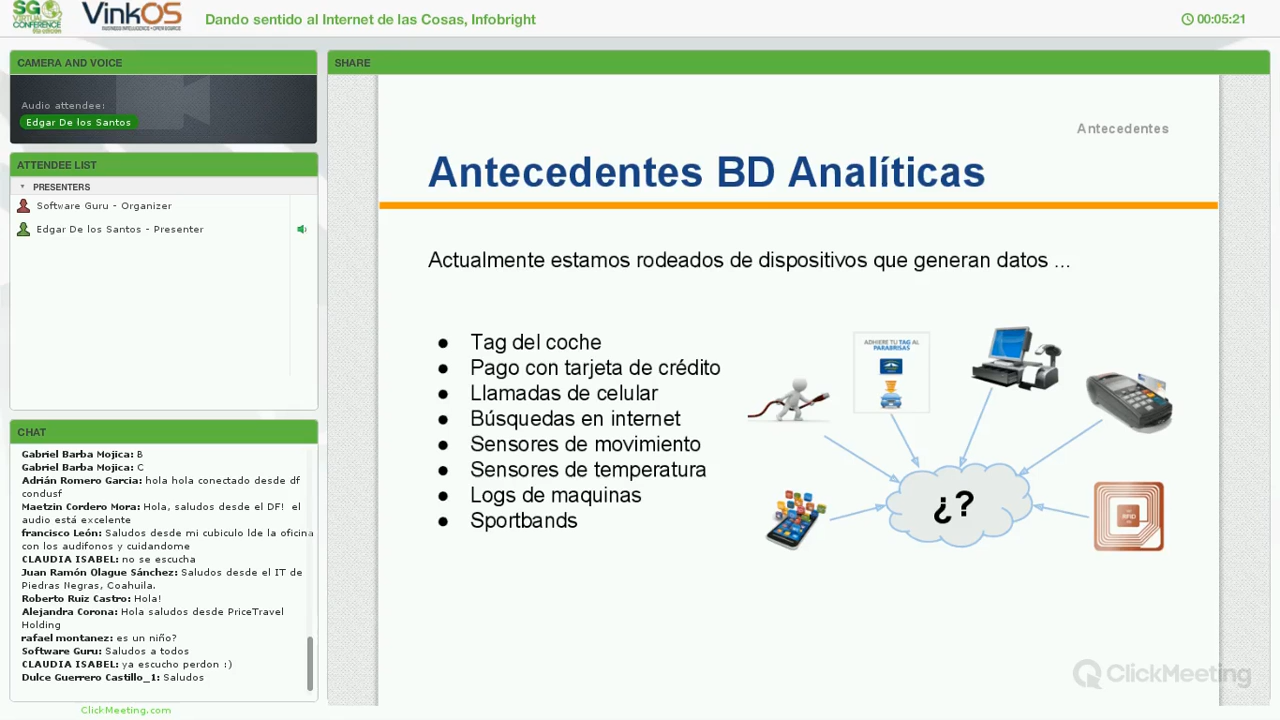 SG
VIRTUAL
CONFERENCE
VinkOS
Dando sentido al Internet de las Cosas, Infobright
00:05:21
CAMERA AND VOICE
Audio attendee:
Edgar De los Santos
ATTENDEE LIST
PRESENTERS
Software Guru - Organizer
Edgar De los Santos - Presenter
CHAT
Gabriel Barba Mojica: B
Gabriel Barba Mojica: C
Adrián Romero Garcia: hola hola conectado desde df
condusf
Maetzin Cordero Mora: Hola, saludos desde el DF! el
audio está excelente
francisco León: Saludos desde mi cubiculo lde la oficina
con los audifonos y cuidandome
CLAUDIA ISABEL: no se escucha
Juan Ramón Olague Sánchez: Saludos desde el IT de
Piedras Negras, Coahuila.
Roberto Ruiz Castro: Hola!
Alejandra Corona: Hola saludos desde PriceTravel
Holding
rafael montanez: es un niño?
Software Guru: Saludos a todos
CLAUDIA ISABEL: ya escucho perdon :)
Dulce Guerrero Castillo_1: Saludos
ClickMeeting.com
SHARE
Antecedentes
Antecedentes BD Analíticas
Actualmente estamos rodeados de dispositivos que generan datos ...
● Tag del coche
● Pago con tarjeta de crédito
● Llamadas de celular
● Búsquedas en internet
● Sensores de movimiento
● Sensores de temperatura
● Logs de maquinas
● Sportbands
ADHIERE TU TAG AL
PARABRISAS
¿?
RFID
ClickMeeting